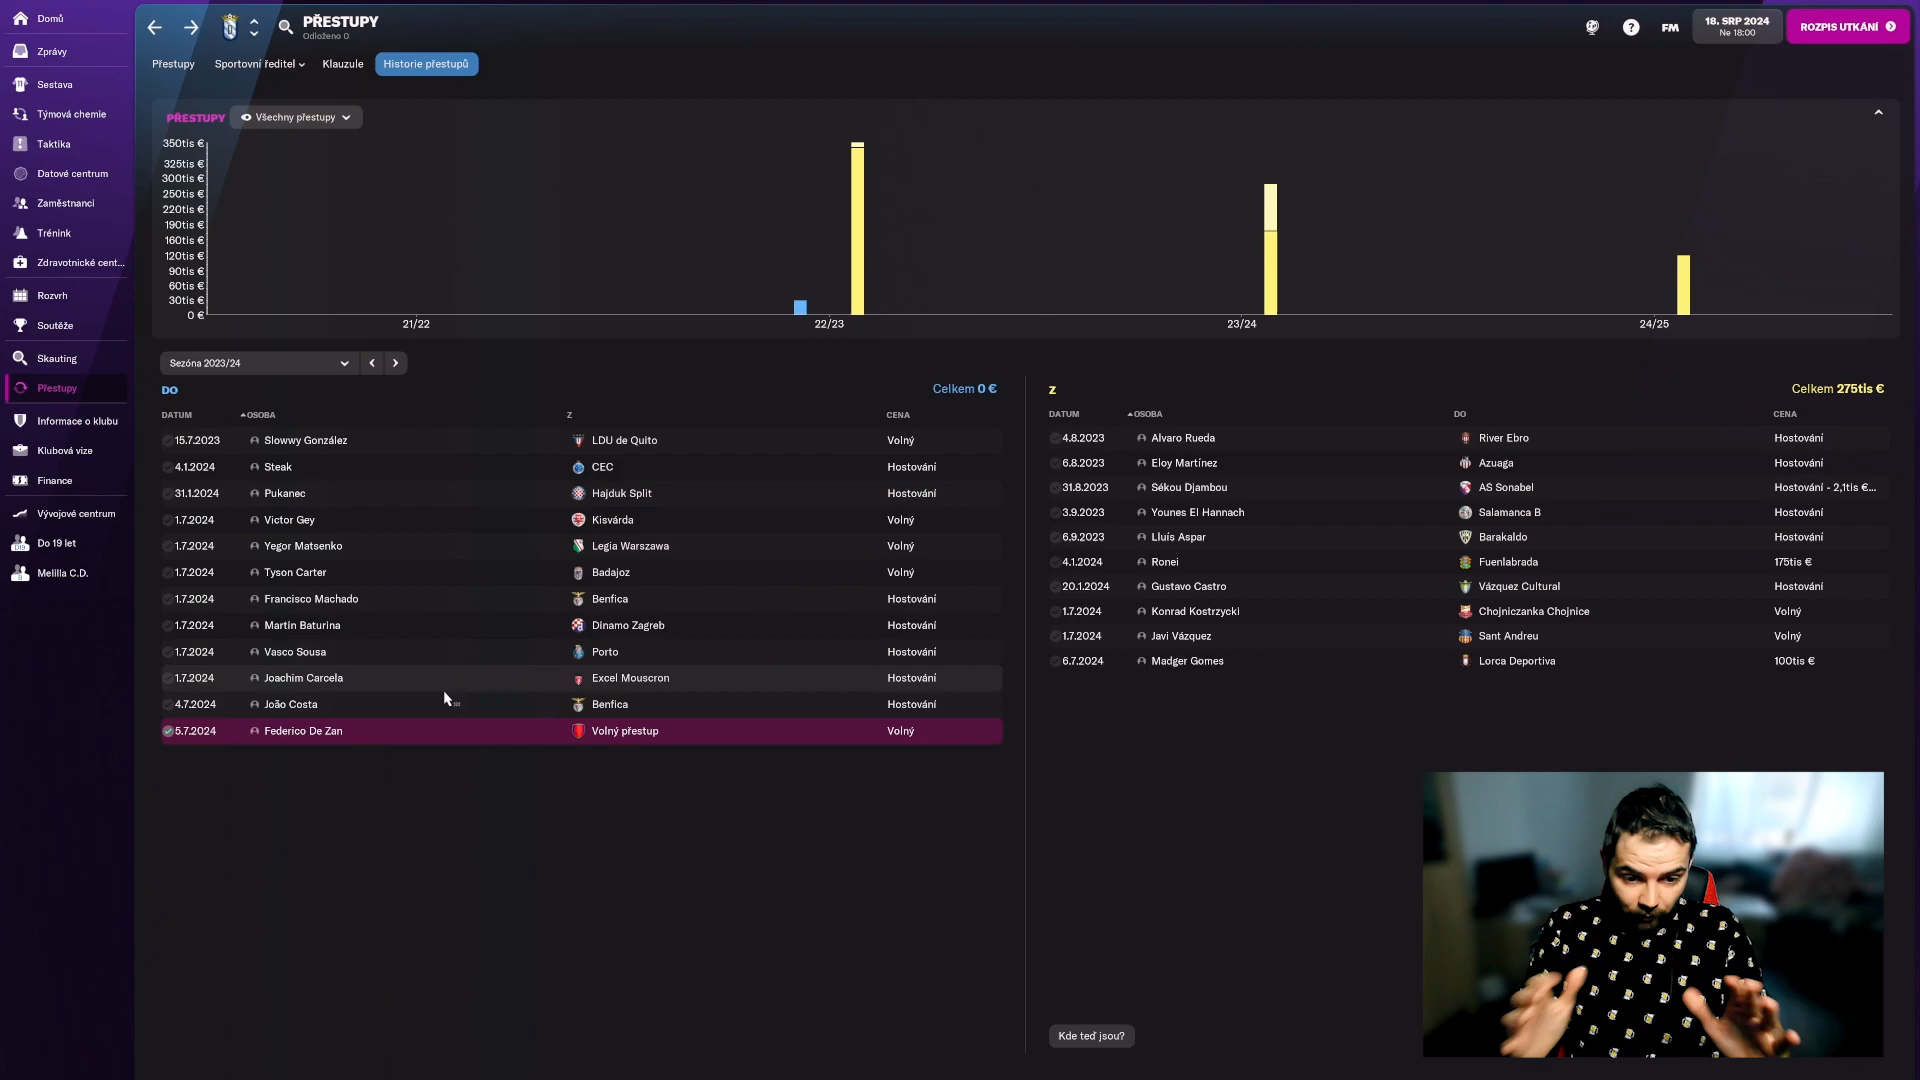 Domů
Zprávy
Sestava
Týmová chemie
Taktika
Datové centrum
Zaměstnanci
Trénink
Zdravotnické cent...
Rozvrh
Soutěže
Skauting
Přestupy
Informace o klubu
Klubová vize
Finance
Vývojové centrum
Do 19 let
Melilla C.D.
PŘESTUPY
Odloženo 0
FM
18. SRP 2024
Ne 18:00
ROZPIS UTKÁNÍ
Přestupy Sportovní ředitel Klauzule Historie přestupů
PŘESTUPY Všechny přestupy
350tis €
325tis €
300tis €
250tis €
220tis €
190tis €
160tis €
120tis €
90tis €
60tis €
30tis €
0 €
21/22 22/23 23/24 24/25
Sezóna 2023/24
DO Celkem 0 €
DATUM OSOBA Z CENA
15.7.2023 Slowwy González LDU de Quito Volný
4.1.2024 Steak CEC Hostování
31.1.2024 Pukanec Hajduk Split Hostování
1.7.2024 Victor Gey Kisvárda Volný
1.7.2024 Yegor Matsenko Legia Warszawa Volný
1.7.2024 Tyson Carter Badajoz Volný
1.7.2024 Francisco Machado Benfica Hostování
1.7.2024 Martin Baturina Dinamo Zagreb Hostování
1.7.2024 Vasco Sousa Porto Hostování
1.7.2024 Joachim Carcela Excel Mouscron Hostování
4.7.2024 João Costa Benfica Hostování
5.7.2024 Federico De Zan Volný přestup Volný
Z Celkem 275tis €
DATUM OSOBA DO CENA
4.8.2023 Alvaro Rueda River Ebro Hostování
6.8.2023 Eloy Martínez Azuaga Hostování
31.8.2023 Sékou Djambou AS Sonabel Hostování - 2,1tis €...
3.9.2023 Younes El Hannach Salamanca B Hostování
6.9.2023 Lluís Aspar Barakaldo Hostování
4.1.2024 Ronei Fuenlabrada 175tis €
20.1.2024 Gustavo Castro Vázquez Cultural Hostování
1.7.2024 Konrad Kostrzycki Chojniczanka Chojnice Volný
1.7.2024 Javi Vázquez Sant Andreu Volný
6.7.2024 Madger Gomes Lorca Deportiva 100tis €
Kde teď jsou?